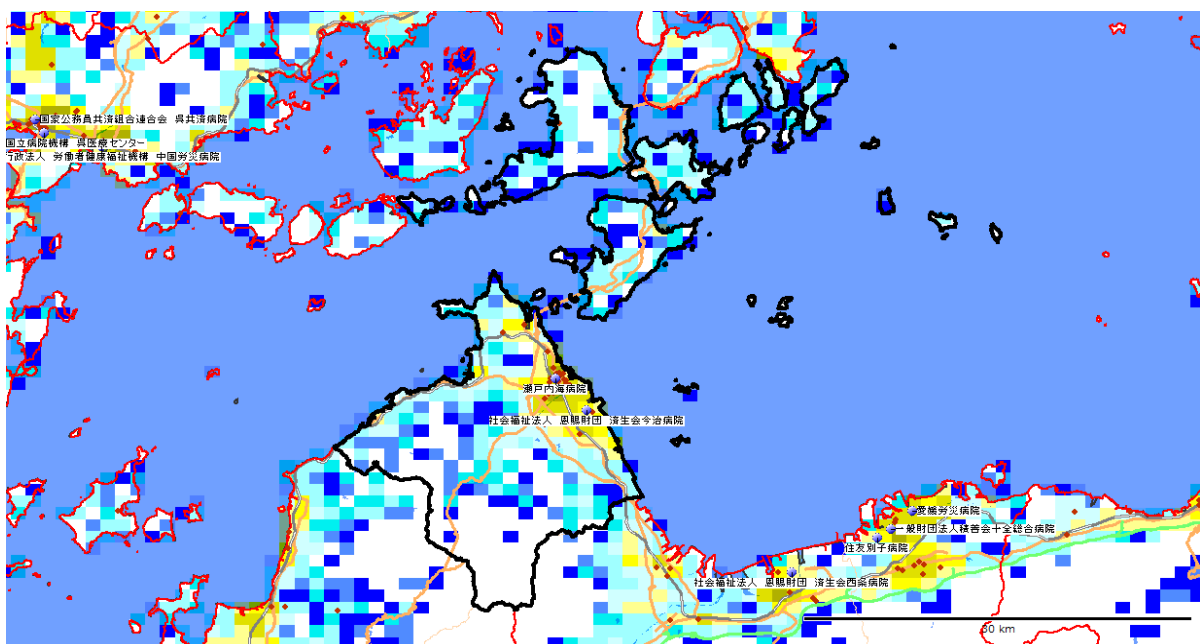 国家公務員共済組合連合会 呉共済病院
国立病院機構 呉医療センター
行政法人 労働者健康福祉機構 中国労災病院
瀬戸内海病院
社会福祉法人 恩賜財団 済生会今治病院
愛媛労災病院
一般財団法人積善会十全総合病院
住友別子病院
社会福祉法人 恩賜財団 済生会西条病院
30 km